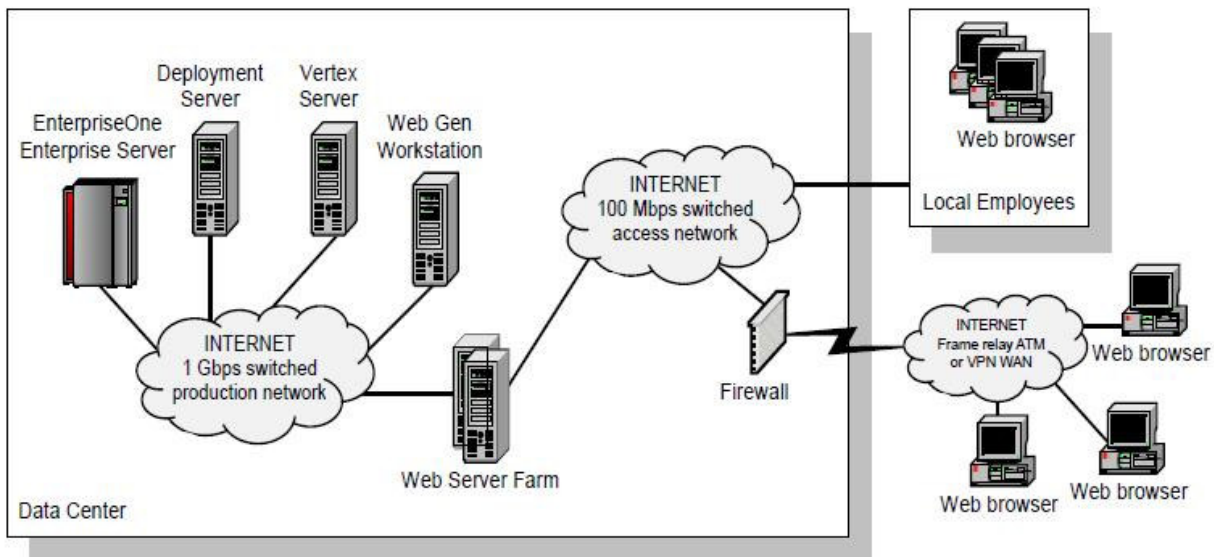 Deployment
Server
Vertex
Server
EnterpriseOne
Enterprise Server
Web Gen
Workstation
INTERNET
1 Gbps switched
production network
Web Server Farm
INTERNET
100 Mbps switched
access network
Firewall
Data Center
Web browser
Local Employees
INTERNET
Frame relay ATM
or VPN WAN
Web browser
Web browser
Web browser